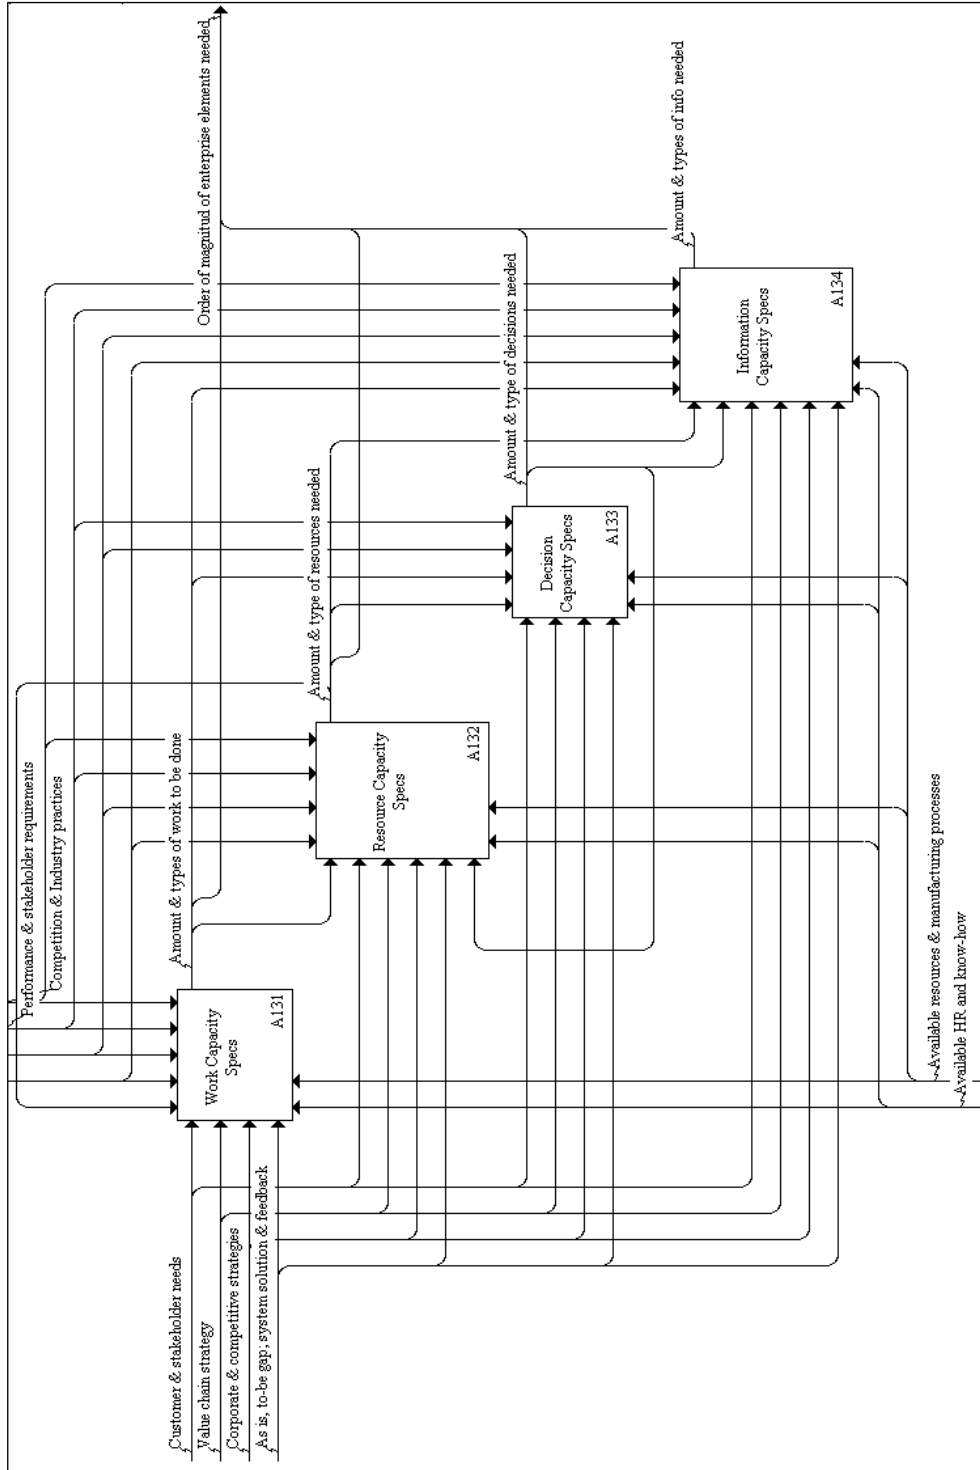 Performance & stakeholder requirements
Competition & Industry practices
Customer & stakeholder needs
Value chain strategy
Corporate & competitive strategies
As is, to-be gap; system solution & feedback
Work Capacity
Specs
A131
Amount & types of work to be done
Resource Capacity
Specs
A132
Amount & type of resources needed
Decision
Capacity Specs
A133
Amount & type of decisions needed
Information
Capacity Specs
A134
Amount & types of info needed
Order of magnitud of enterprise elements needed
Available resources & manufacturing processes
Available HR and know-how